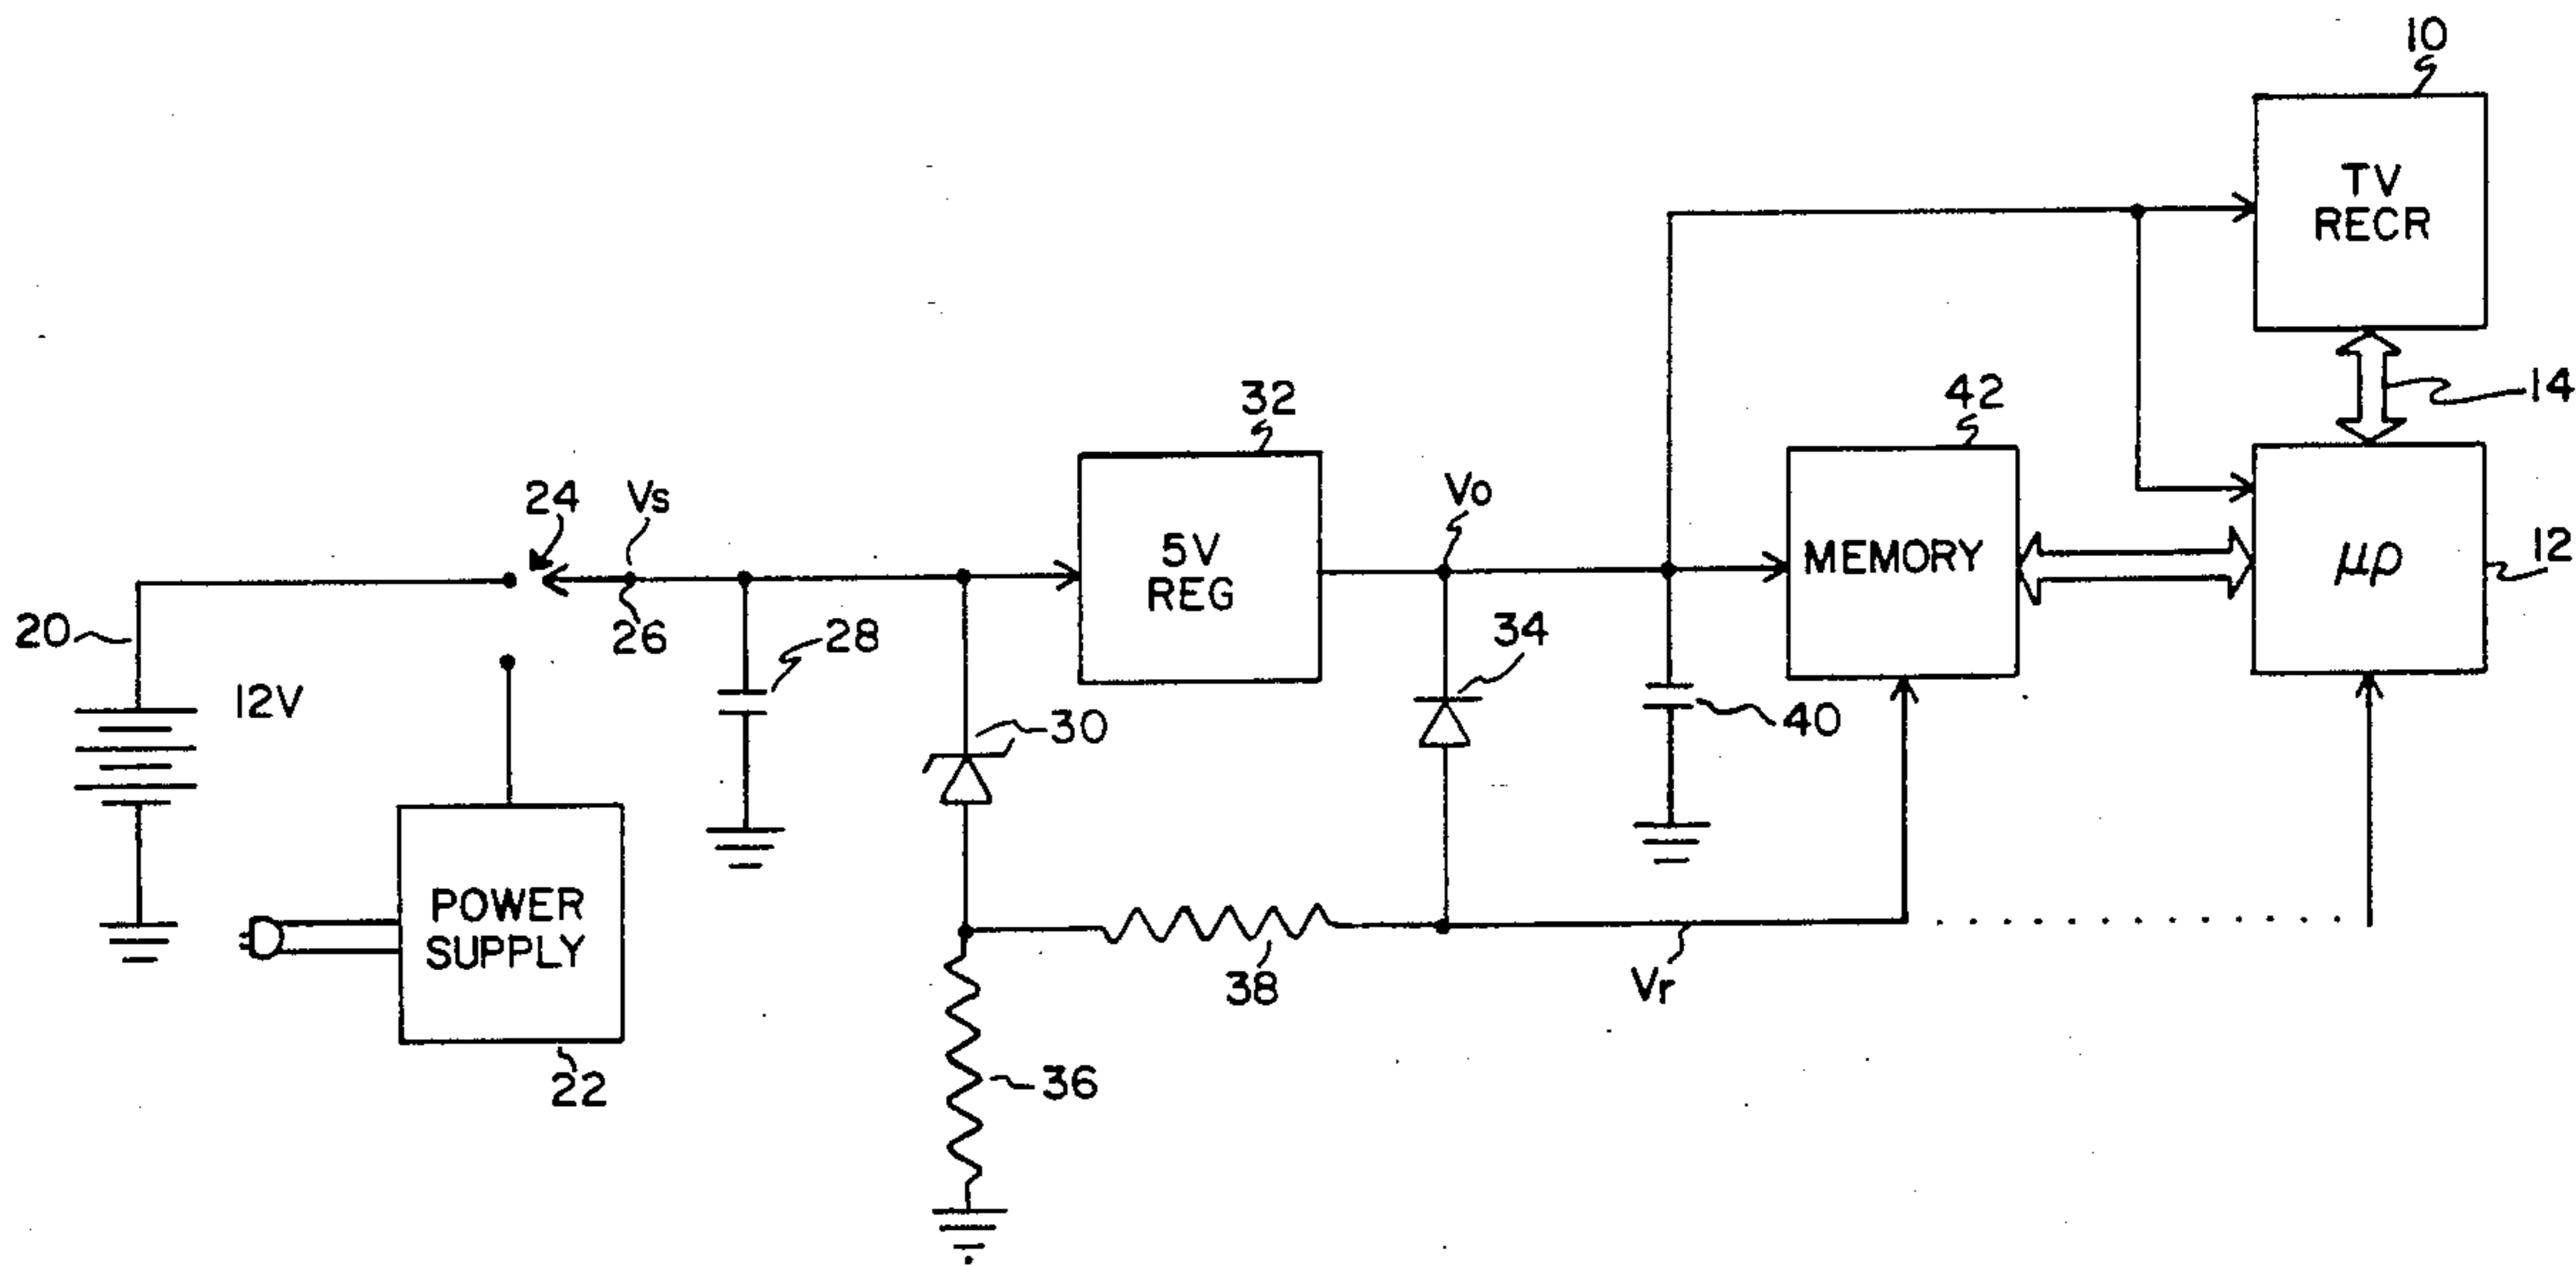 10
TV
RECR
14
32
42
24
Vs
Vo
5V
REG
MEMORY
μp
12
20
26
28
34
12V
30
40
POWER
SUPPLY
38
Vr
22
36